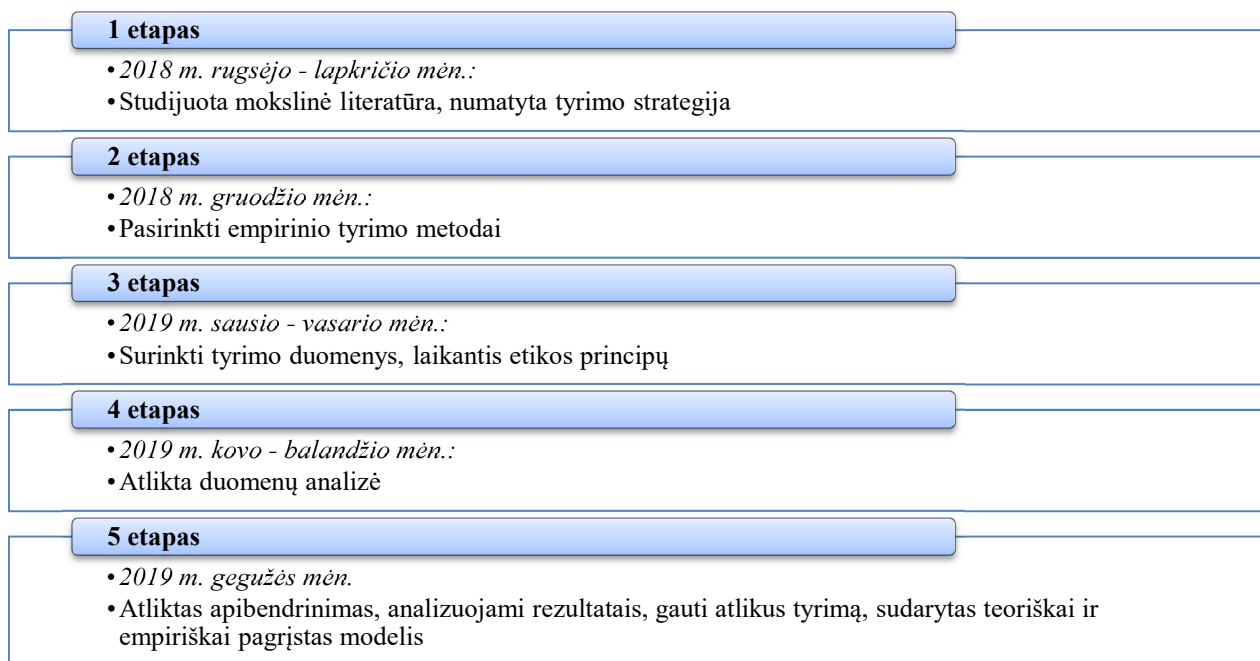 1 etapas
•2018 m. rugsėjo - lapkričio mėn.:
•Studijuota mokslinė literatūra, numatyta tyrimo strategija
2 etapas
•2018 m. gruodžio mėn.:
•Pasirinkti empirinio tyrimo metodai
3 etapas
•2019 m. sausio - vasario mėn.:
•Surinkti tyrimo duomenys, laikantis etikos principų
4 etapas
•2019 m. kovo - balandžio mėn.:
•Atlikta duomenų analizė
5 etapas
•2019 m. gegužės mėn.
•Atliktas apibendrinimas, analizuojami rezultatais, gauti atlikus tyrimą, sudarytas teoriškai ir
empiriškai pagrįstas modelis